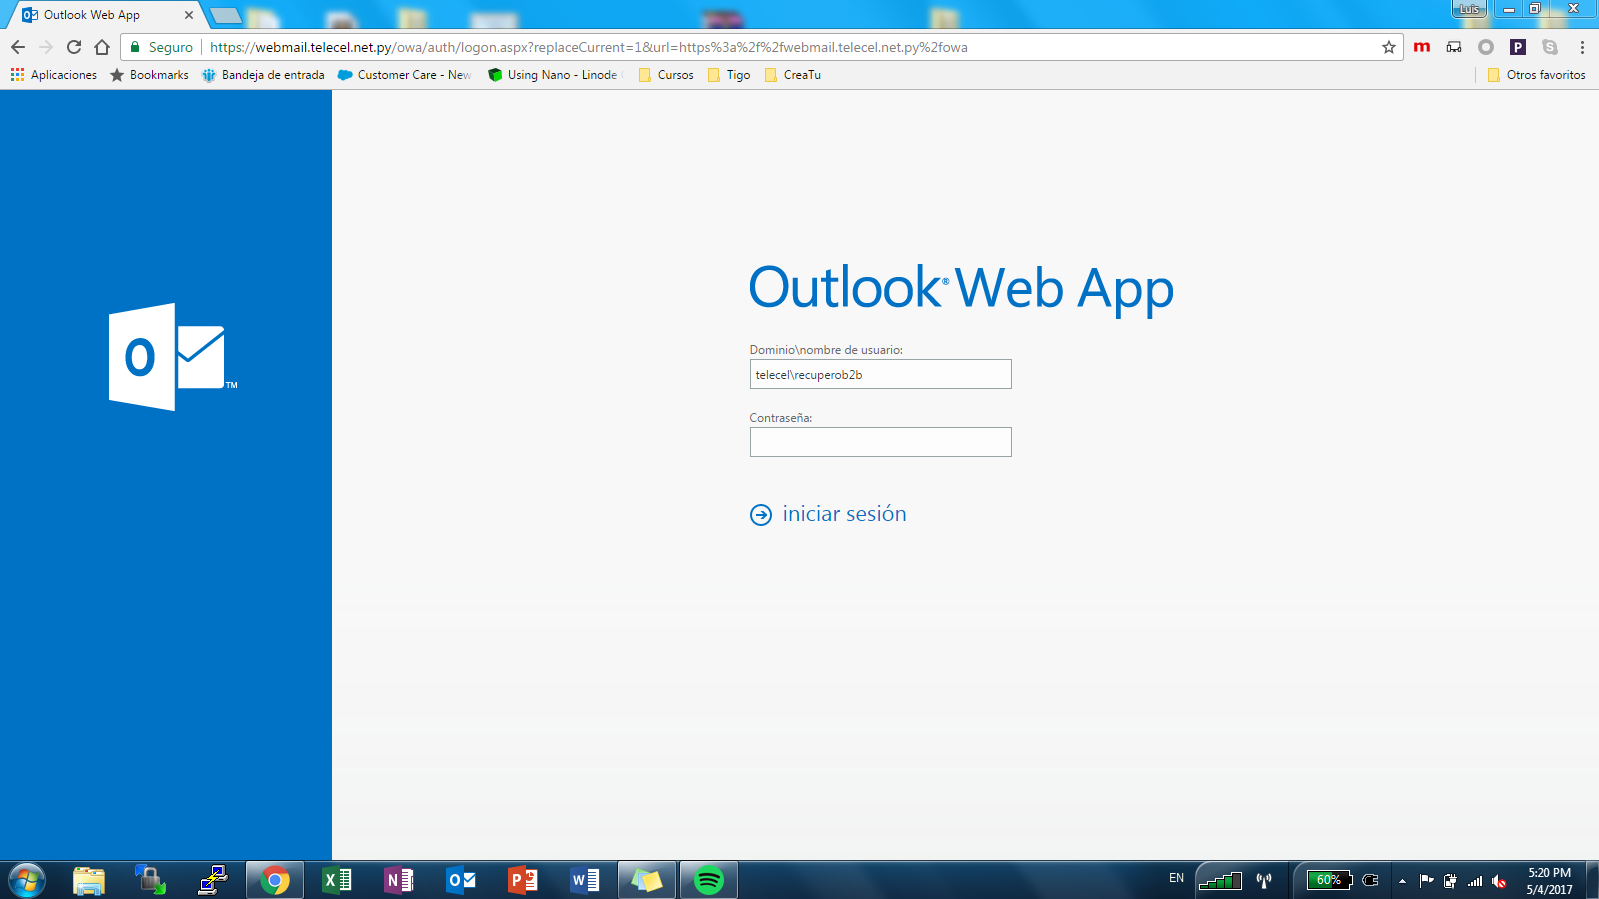 Outlook Web App
Luis
Seguro
https://webmail.telecel.net.py/owa/auth/logon.aspx?replaceCurrent=1&url=https%3a%2f%2fwebmail.telecel.net.py%2fowa
m
P
Aplicaciones
Bookmarks
Bandeja de entrada
Customer Care - New
Using Nano - Linode
Cursos
Tigo
CreaTu
Otros favoritos
O
TM
Outlook® Web App
Dominio\nombre de usuario:
telecel\recuperob2b
Contraseña:
iniciar sesión
EN
60%
5:20 PM
5/4/2017